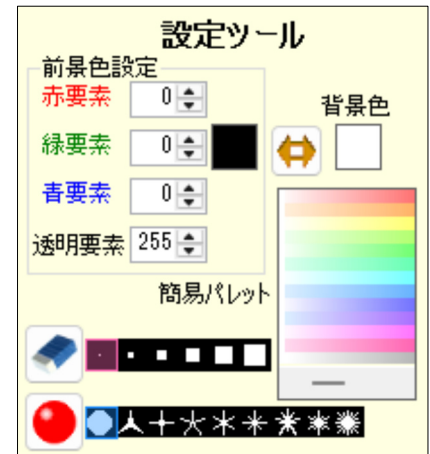 設定ツール
前景色設定
赤要素 0
背景色
緑要素 0
青要素 0
透明要素 255
簡易パレット